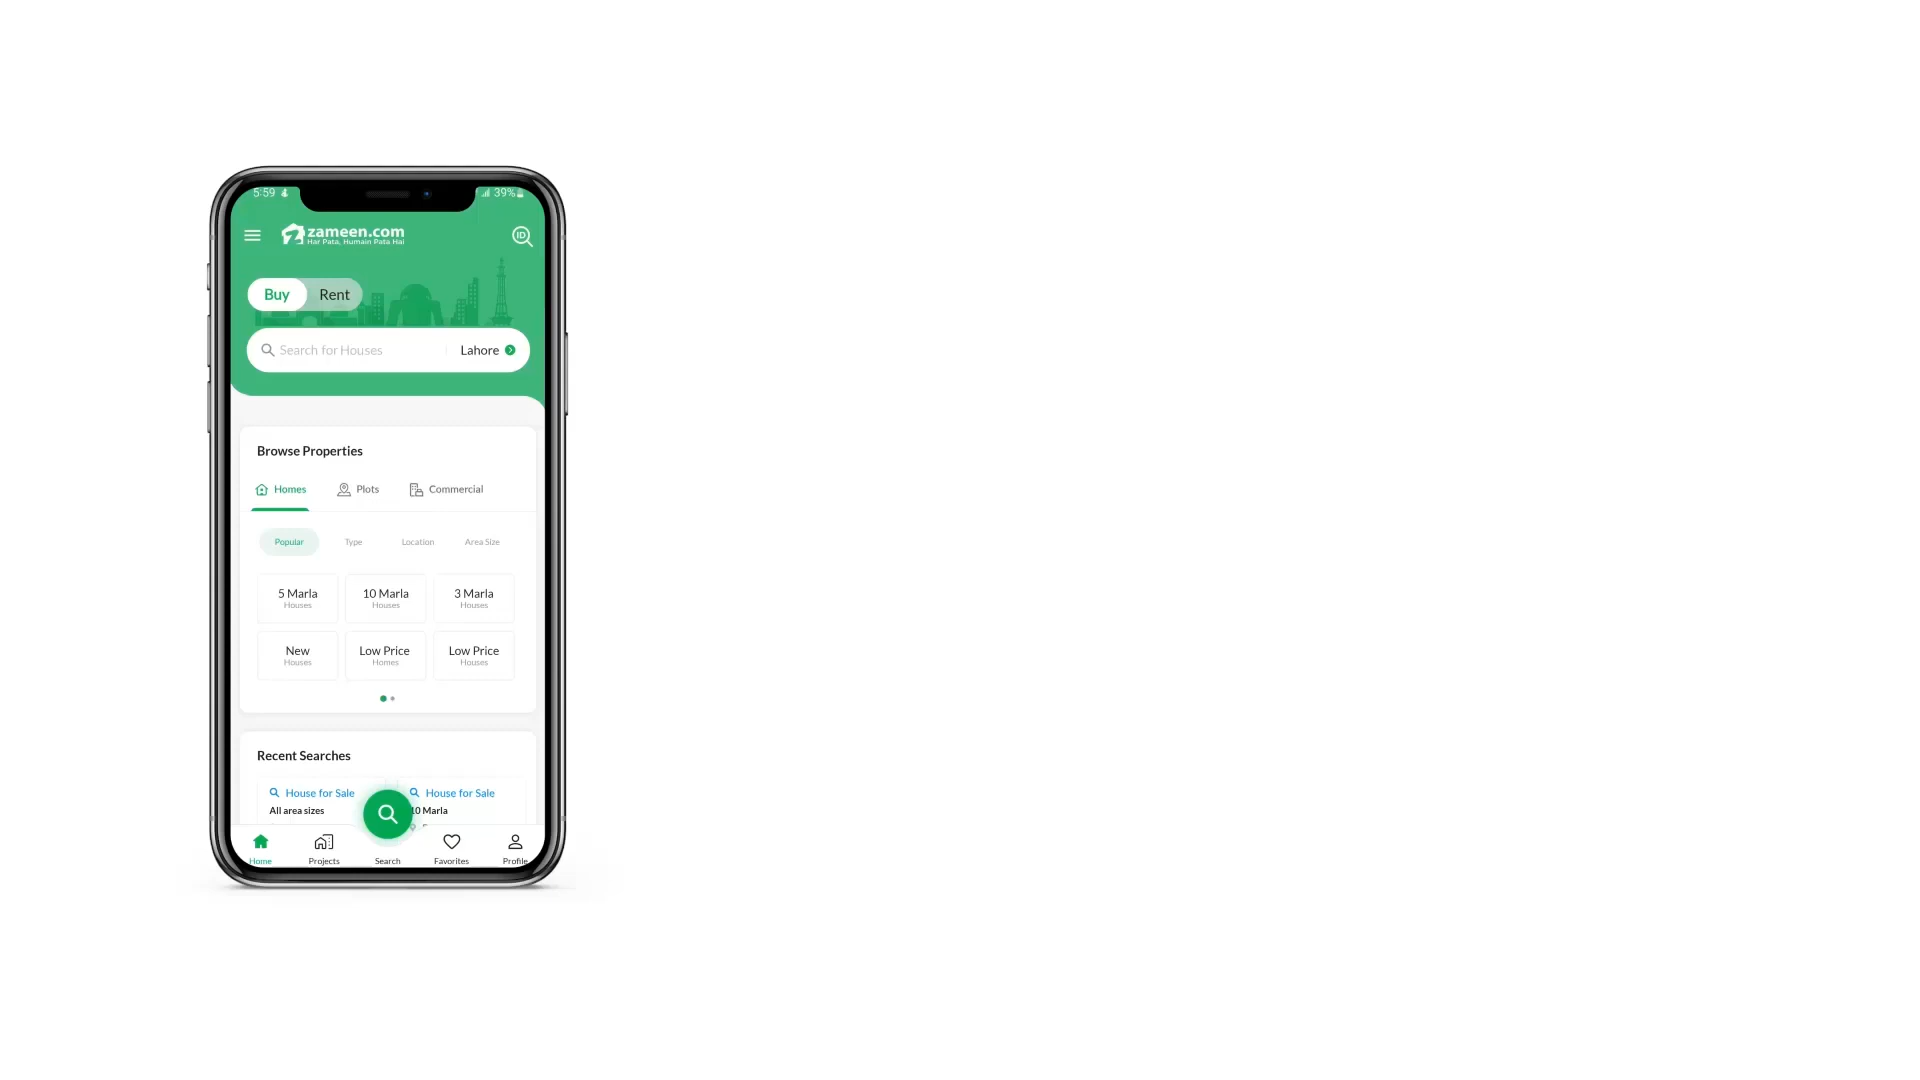 5:59
39%
zameen.com
Har Pata, Humain Pata Hai
ID
Buy Rent
Search for Houses Lahore
Browse Properties
Homes Plots Commercial
Popular Type Location Area Size
5 Marla 10 Marla 3 Marla
Houses Houses Houses
New Low Price Low Price
Houses Homes Houses
Recent Searches
House for Sale House for Sale
All area sizes 10 Marla
Home Projects Search Favorites Profile